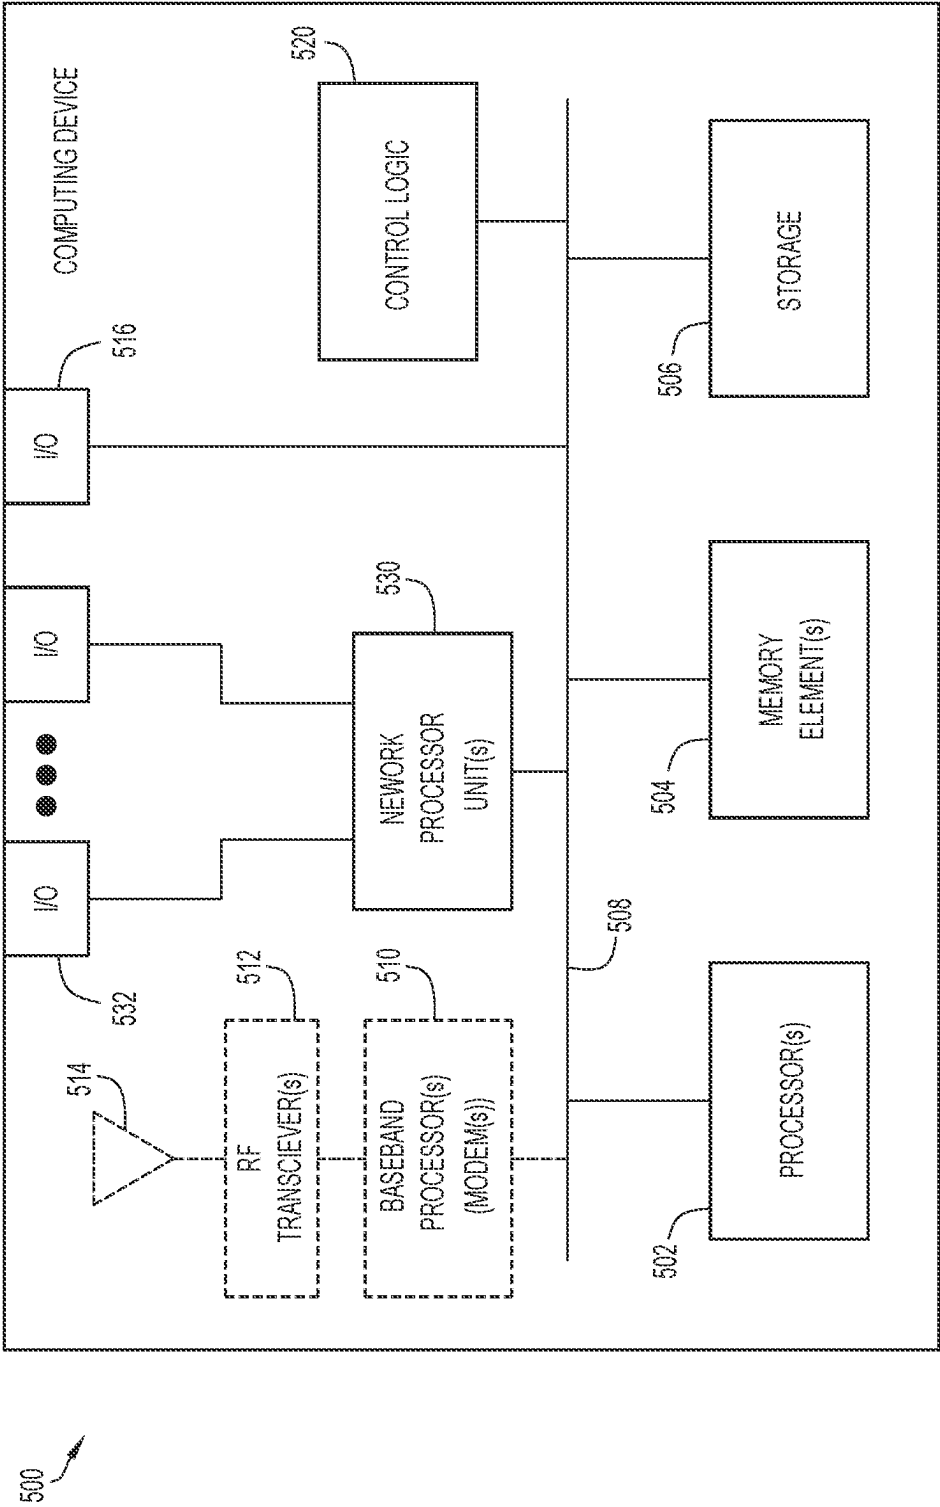 500
COMPUTING DEVICE
514
532
I/O
I/O
I/O
516
512
RF
TRANSCIEVER(s)
510
BASEBAND
PROCESSOR(s)
(MODEM(s))
530
NEWORK
PROCESSOR
UNIT(s)
520
CONTROL LOGIC
508
502
PROCESSOR(s)
504
MEMORY
ELEMENT(s)
506
STORAGE